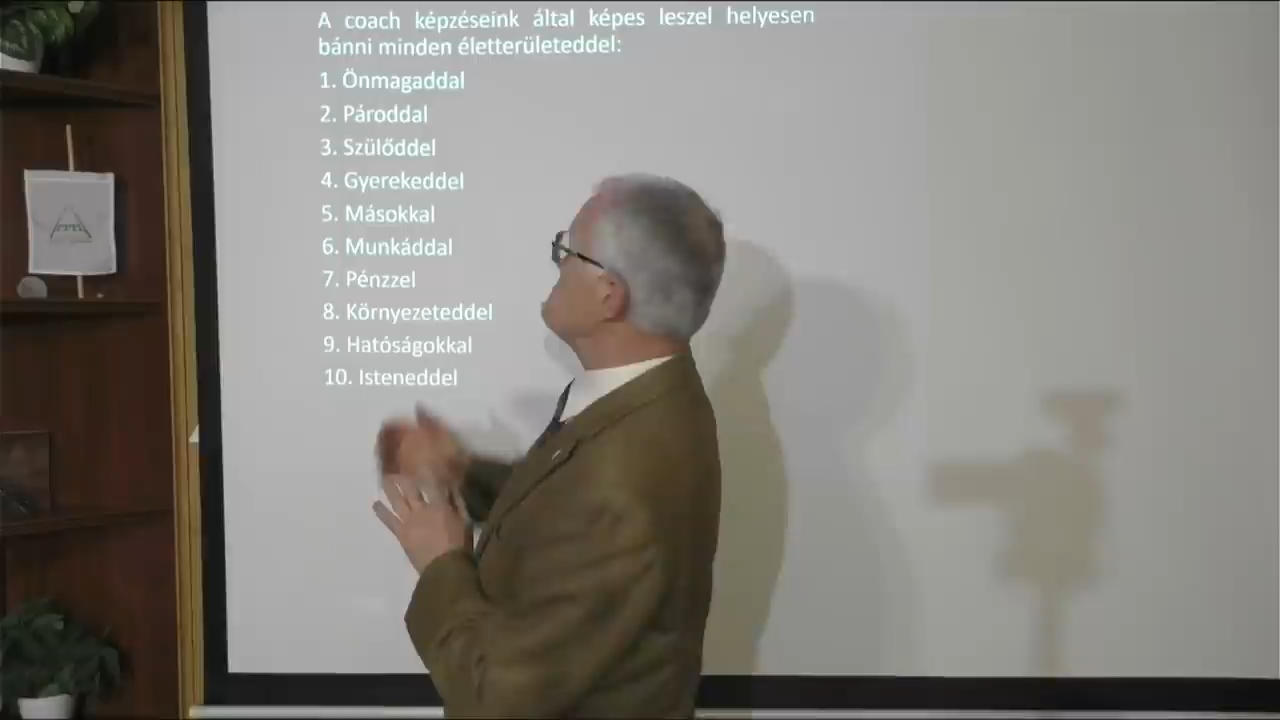 A coach képzéseink által képes leszel helyesen
bánni minden életterületeddel:
1. Önmagaddal
2. Pároddal
3. Szülőddel
4. Gyerekeddel
5. Másokkal
6. Munkáddal
7. Pénzzel
8. Környezeteddel
9. Hatóságokkal
10. Isteneddel